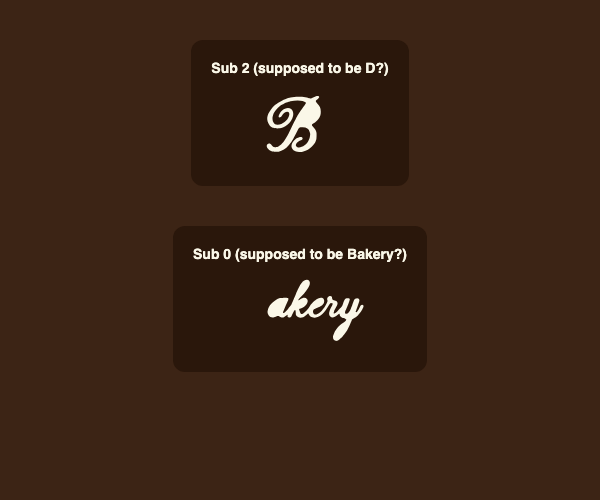 Sub 2 (supposed to be D?)
B
Sub 0 (supposed to be Bakery?)
akery